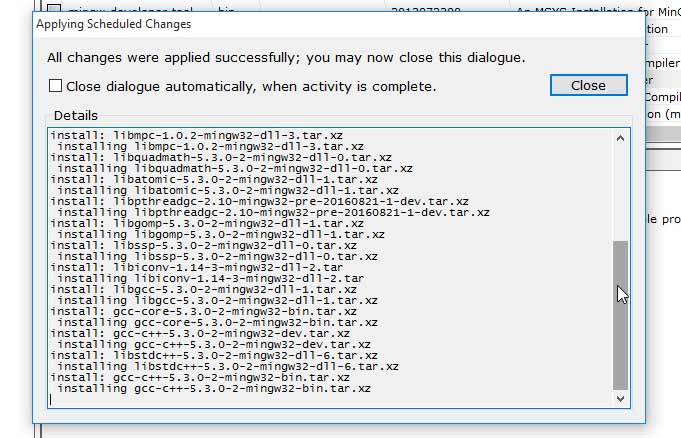 mingw-developer-tool bin 2013072300 An MSYS Installation for MinG
Applying Scheduled Changes
All changes were applied successfully; you may now close this dialogue.
Close dialogue automatically, when activity is complete.
Close
Details
install: libmpc-1.0.2-mingw32-dll-3.tar.xz
installing libmpc-1.0.2-mingw32-dll-3.tar.xz
install: libquadmath-5.3.0-2-mingw32-dll-0.tar.xz
installing libquadmath-5.3.0-2-mingw32-dll-0.tar.xz
install: libatomic-5.3.0-2-mingw32-dll-1.tar.xz
installing libatomic-5.3.0-2-mingw32-dll-1.tar.xz
install: libpthreadgc-2.10-mingw32-pre-20160821-1-dev.tar.xz
installing libpthreadgc-2.10-mingw32-pre-20160821-1-dev.tar.xz
install: libgomp-5.3.0-2-mingw32-dll-1.tar.xz
installing libgomp-5.3.0-2-mingw32-dll-1.tar.xz
install: libssp-5.3.0-2-mingw32-dll-0.tar.xz
installing libssp-5.3.0-2-mingw32-dll-0.tar.xz
install: libiconv-1.14-3-mingw32-dll-2.tar
installing libiconv-1.14-3-mingw32-dll-2.tar
install: libgcc-5.3.0-2-mingw32-dll-1.tar.xz
installing libgcc-5.3.0-2-mingw32-dll-1.tar.xz
install: gcc-core-5.3.0-2-mingw32-bin.tar.xz
installing gcc-core-5.3.0-2-mingw32-bin.tar.xz
install: gcc-c++-5.3.0-2-mingw32-dev.tar.xz
installing gcc-c++-5.3.0-2-mingw32-dev.tar.xz
install: libstdc++-5.3.0-2-mingw32-dll-6.tar.xz
installing libstdc++-5.3.0-2-mingw32-dll-6.tar.xz
install: gcc-c++-5.3.0-2-mingw32-bin.tar.xz
installing gcc-c++-5.3.0-2-mingw32-bin.tar.xz
tion
r
mpiler
er
Compil
on (m
le pro